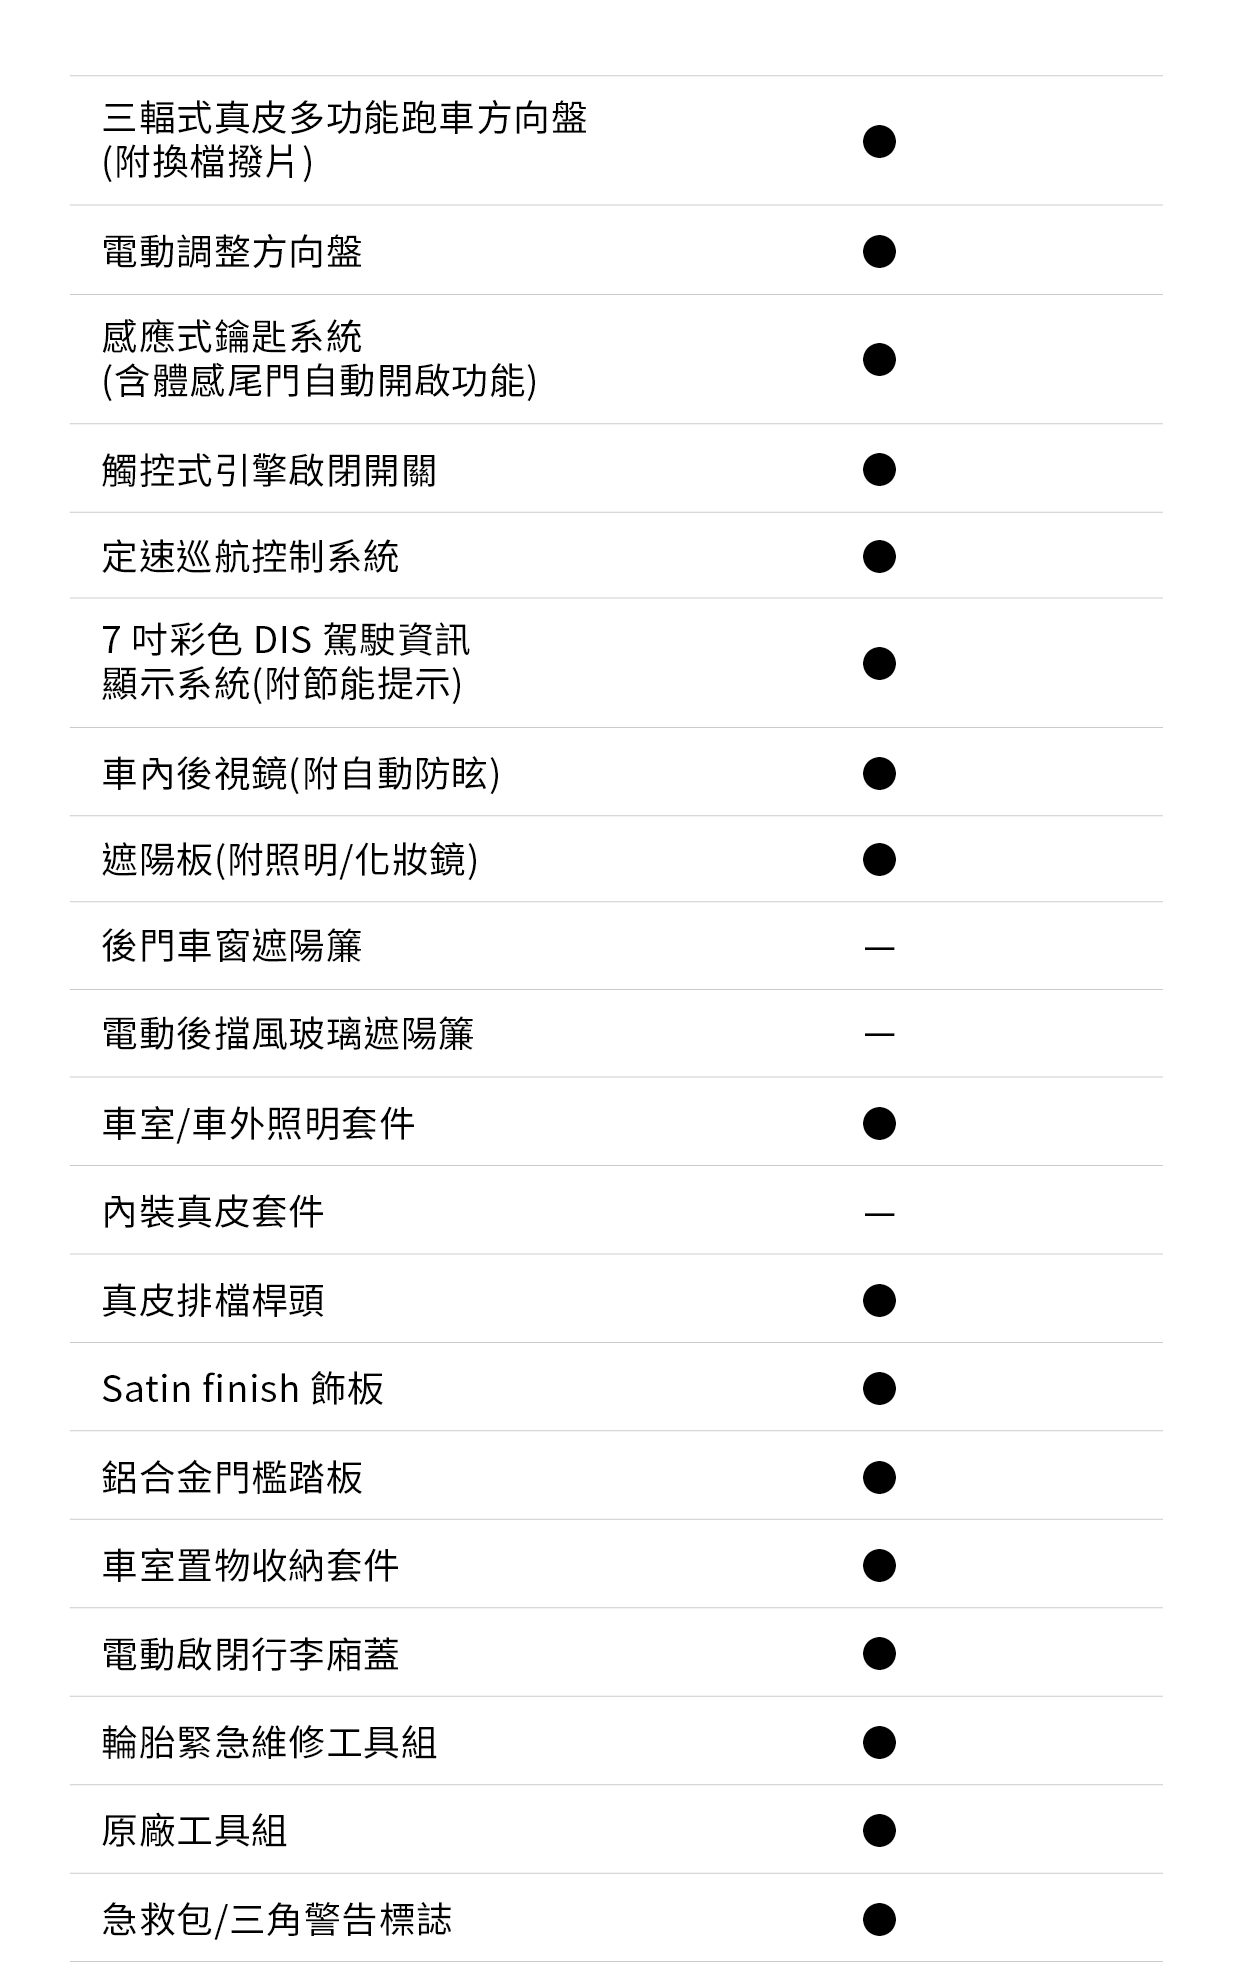 三輻式真皮多功能跑車方向盤
(附換檔撥片) ●
電動調整方向盤 ●
感應式鑰匙系統
(含體感尾門自動開啟功能) ●
觸控式引擎啟閉開關 ●
定速巡航控制系統 ●
7 吋彩色 DIS 駕駛資訊
顯示系統(附節能提示) ●
車內後視鏡(附自動防眩) ●
遮陽板(附照明/化妝鏡) ●
後門車窗遮陽簾 —
電動後擋風玻璃遮陽簾 —
車室/車外照明套件 ●
內裝真皮套件 —
真皮排檔桿頭 ●
Satin finish 飾板 ●
鋁合金門檻踏板 ●
車室置物收納套件 ●
電動啟閉行李廂蓋 ●
輪胎緊急維修工具組 ●
原廠工具組 ●
急救包/三角警告標誌 ●